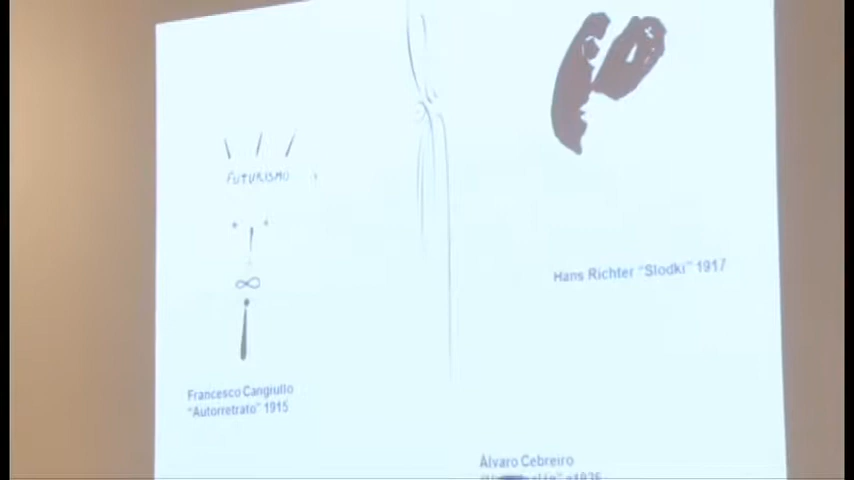 FUTURISMO
Francesco Cangiullo
"Autorretrato" 1915
Hans Richter "Slodki" 1917
Álvaro Cebreiro